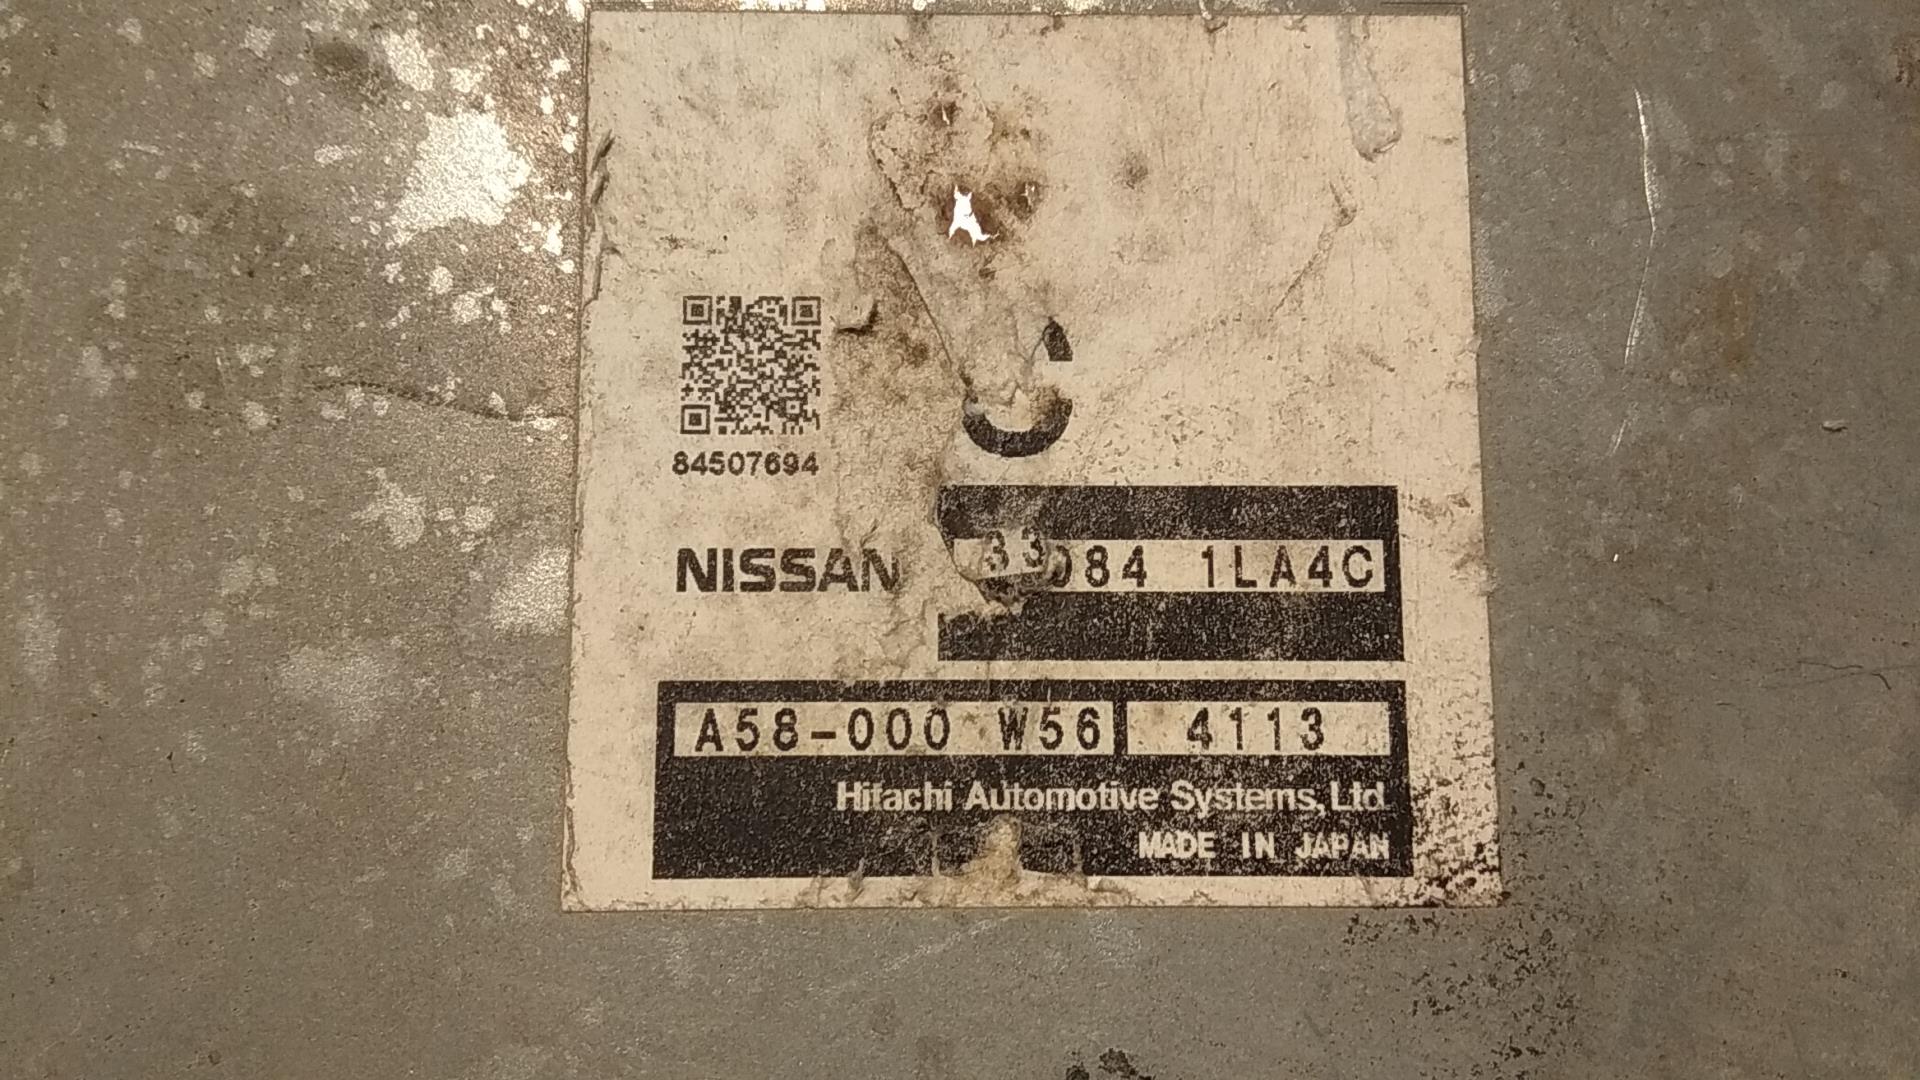 C
84507694
NISSAN 33084 1LA4C
A58-000 W56 4113
Hitachi Automotive Systems, Ltd.
MADE IN JAPAN